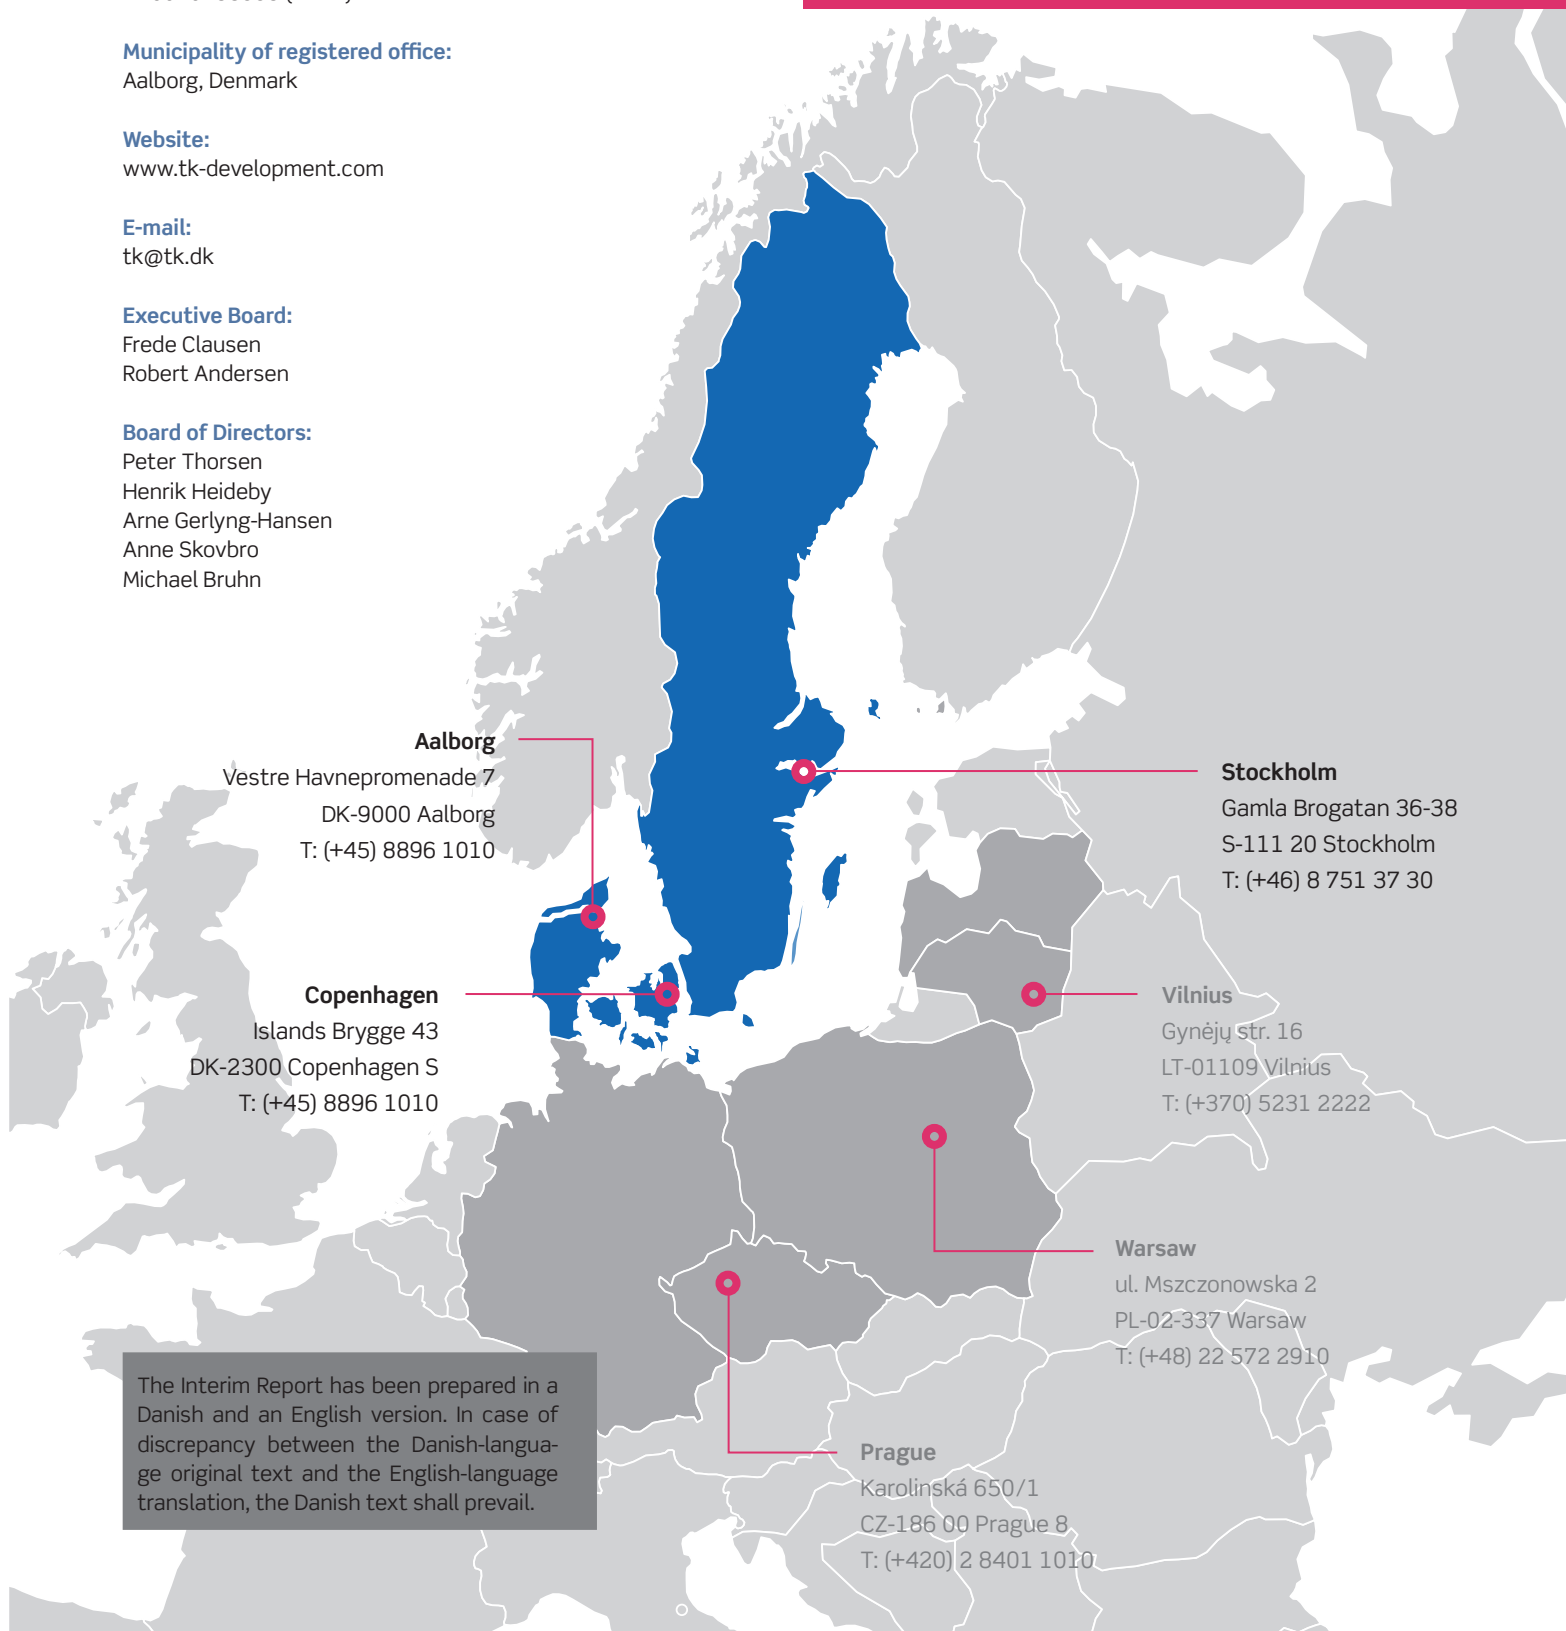 Municipality of registered office:
Aalborg, Denmark
Website:
www.tk-development.com
E-mail:
tk@tk.dk
Executive Board:
Frede Clausen
Robert Andersen
Board of Directors:
Peter Thorsen
Henrik Heideby
Arne Gerlyng-Hansen
Anne Skovbro
Michael Bruhn
Aalborg
Vestre Havnepromenade 7
DK-9000 Aalborg
T: (+45) 8896 1010
Stockholm
Gamla Brogatan 36-38
S-111 20 Stockholm
T: (+46) 8 751 37 30
Copenhagen
Islands Brygge 43
DK-2300 Copenhagen S
T: (+45) 8896 1010
Vilnius
Gynėjų str. 16
LT-01109 Vilnius
T: (+370) 5231 2222
Warsaw
ul. Mszczonowska 2
PL-02-337 Warsaw
T: (+48) 22 572 2910
Prague
Karolinská 650/1
CZ-186 00 Prague 8
T: (+420) 2 8401 1010
The Interim Report has been prepared in a
Danish and an English version. In case of
discrepancy between the Danish-langua-
ge original text and the English-language
translation, the Danish text shall prevail.